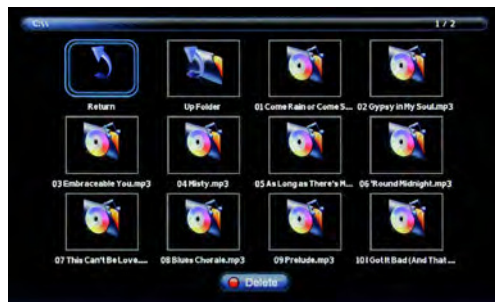 C:\\
1 / 2
Return
Up Folder
01 Come Rain or Come S...
02 Gypsy in My Soul.mp3
03 Embraceable You.mp3
04 Misty.mp3
05 As Long as There's M...
06 'Round Midnight.mp3
07 This Can't Be Love....
08 Blues Chorale.mp3
09 Prelude.mp3
10 I Got It Bad (And That ...
Delete